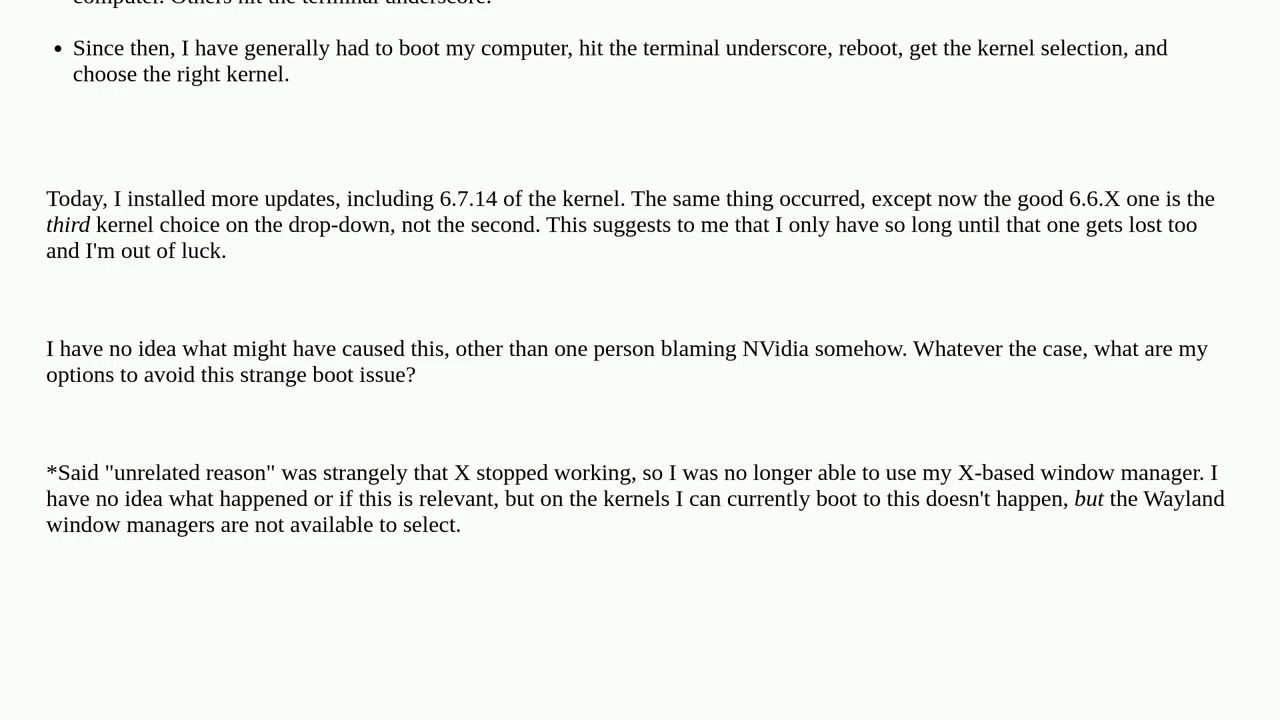 computer. Others hit the terminal underscore.
• Since then, I have generally had to boot my computer, hit the terminal underscore, reboot, get the kernel selection, and
choose the right kernel.
Today, I installed more updates, including 6.7.14 of the kernel. The same thing occurred, except now the good 6.6.X one is the
third kernel choice on the drop-down, not the second. This suggests to me that I only have so long until that one gets lost too
and I'm out of luck.
I have no idea what might have caused this, other than one person blaming NVidia somehow. Whatever the case, what are my
options to avoid this strange boot issue?
*Said "unrelated reason" was strangely that X stopped working, so I was no longer able to use my X-based window manager. I
have no idea what happened or if this is relevant, but on the kernels I can currently boot to this doesn't happen, but the Wayland
window managers are not available to select.